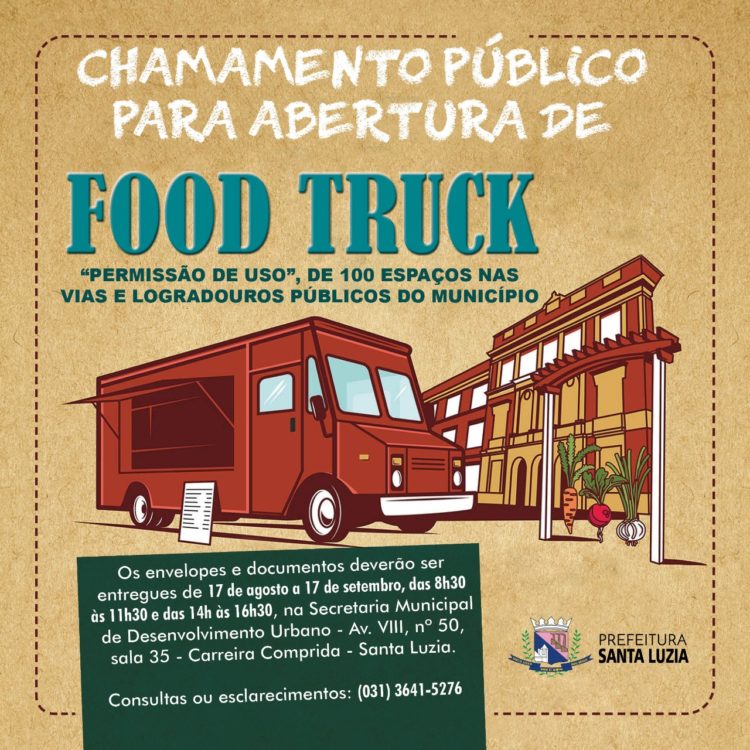 CHAMAMENTO PÚBLICO
PARA ABERTURA DE
FOOD TRUCK
“PERMISSÃO DE USO”, DE 100 ESPAÇOS NAS
VIAS E LOGRADOUROS PÚBLICOS DO MUNICÍPIO
Os envelopes e documentos deverão ser
entregues de 17 de agosto a 17 de setembro, das 8h30
às 11h30 e das 14h às 16h30, na Secretaria Municipal
de Desenvolvimento Urbano - Av. VIII, nº 50,
sala 35 - Carreira Comprida - Santa Luzia.
Consultas ou esclarecimentos: (031) 3641-5276
PREFEITURA
SANTA LUZIA